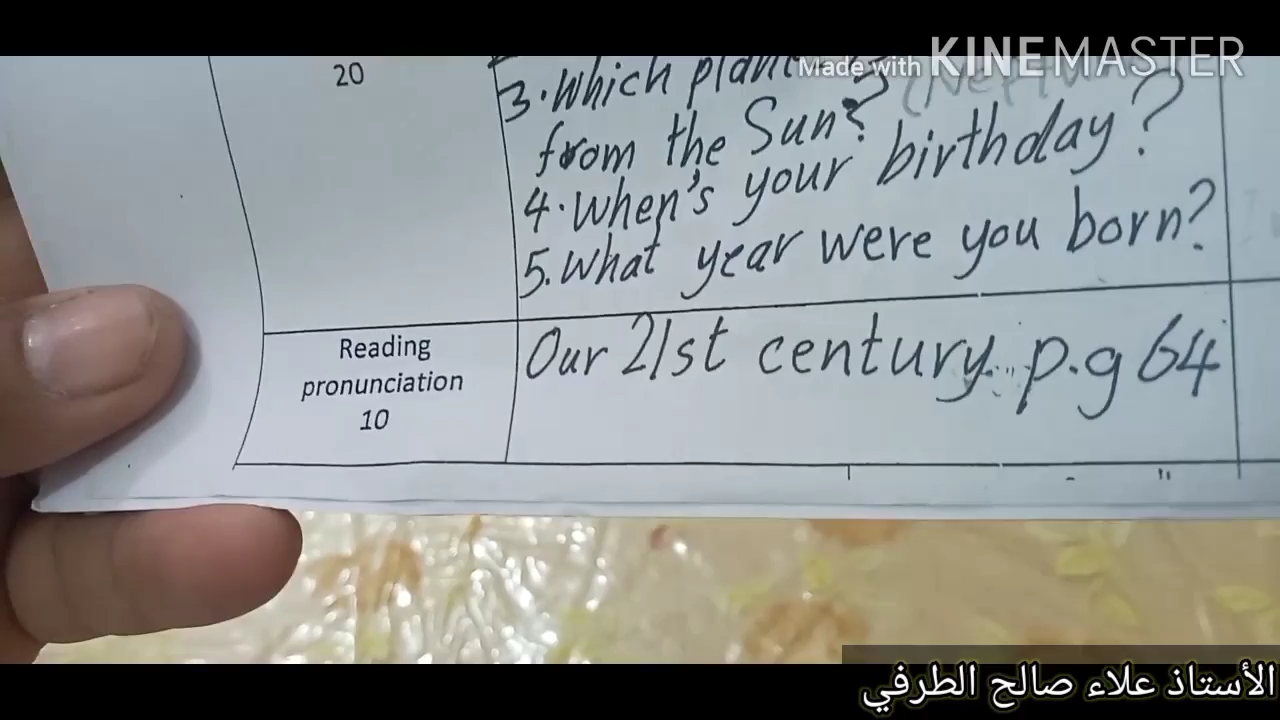 Made with KINEMASTER
20
3. Which
from the Sun?
4. When's your birthday?
5. What year were you born?
Reading
pronunciation
10
Our 21st century p.g 64
الأستاذ علاء صالح الطرفي